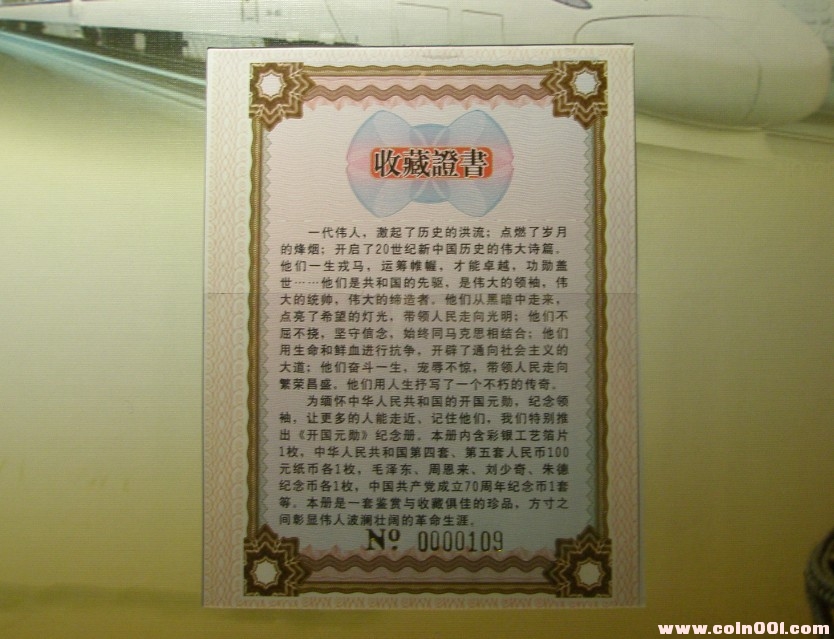 收藏證書
一代伟人，激起了历史的洪流；点燃了岁月
的烽烟；开启了20世纪新中国历史的伟大诗篇。
他们一生戎马，运筹帷幄，才能卓越，功勋盖
世……他们是共和国的先驱，是伟大的领袖，伟
大的统帅，伟大的缔造者。他们从黑暗中走来，
点亮了希望的灯光，带领人民走向光明；他们不
屈不挠，坚守信念，始终同马克思相结合；他们
用生命和鲜血进行抗争，开辟了通向社会主义的
大道；他们奋斗一生，宠辱不惊，带领人民走向
繁荣昌盛。他们用人生抒写了一个不朽的传奇。
为缅怀中华人民共和国的开国元勋，纪念领
袖，让更多的人能走近、记住他们，我们特别推
出《开国元勋》纪念册。本册内含彩银工艺箔片
1枚，中华人民共和国第四套、第五套人民币100
元纸币各1枚，毛泽东、周恩来、刘少奇、朱德
纪念币各1枚，中国共产党成立70周年纪念币1套
等。本册是一套鉴赏与收藏俱佳的珍品，方寸之
间彰显伟人波澜壮阔的革命生涯。
No. 0000109
www.coin001.com